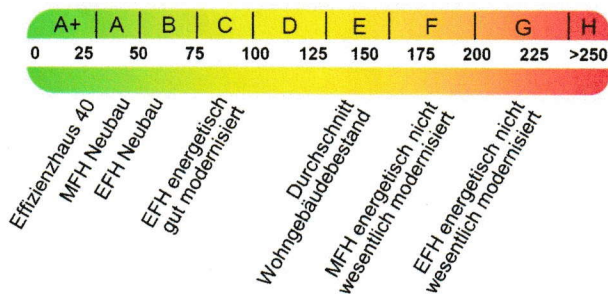 A+ A B C D E F G H
0 25 50 75 100 125 150 175 200 225 >250
Effizienzhaus 40
MFH Neubau
EFH Neubau
EFH energetisch
gut modernisiert
Durchschnitt
Wohngebäudebestand
MFH energetisch nicht
wesentlich modernisiert
EFH energetisch nicht
wesentlich modernisiert